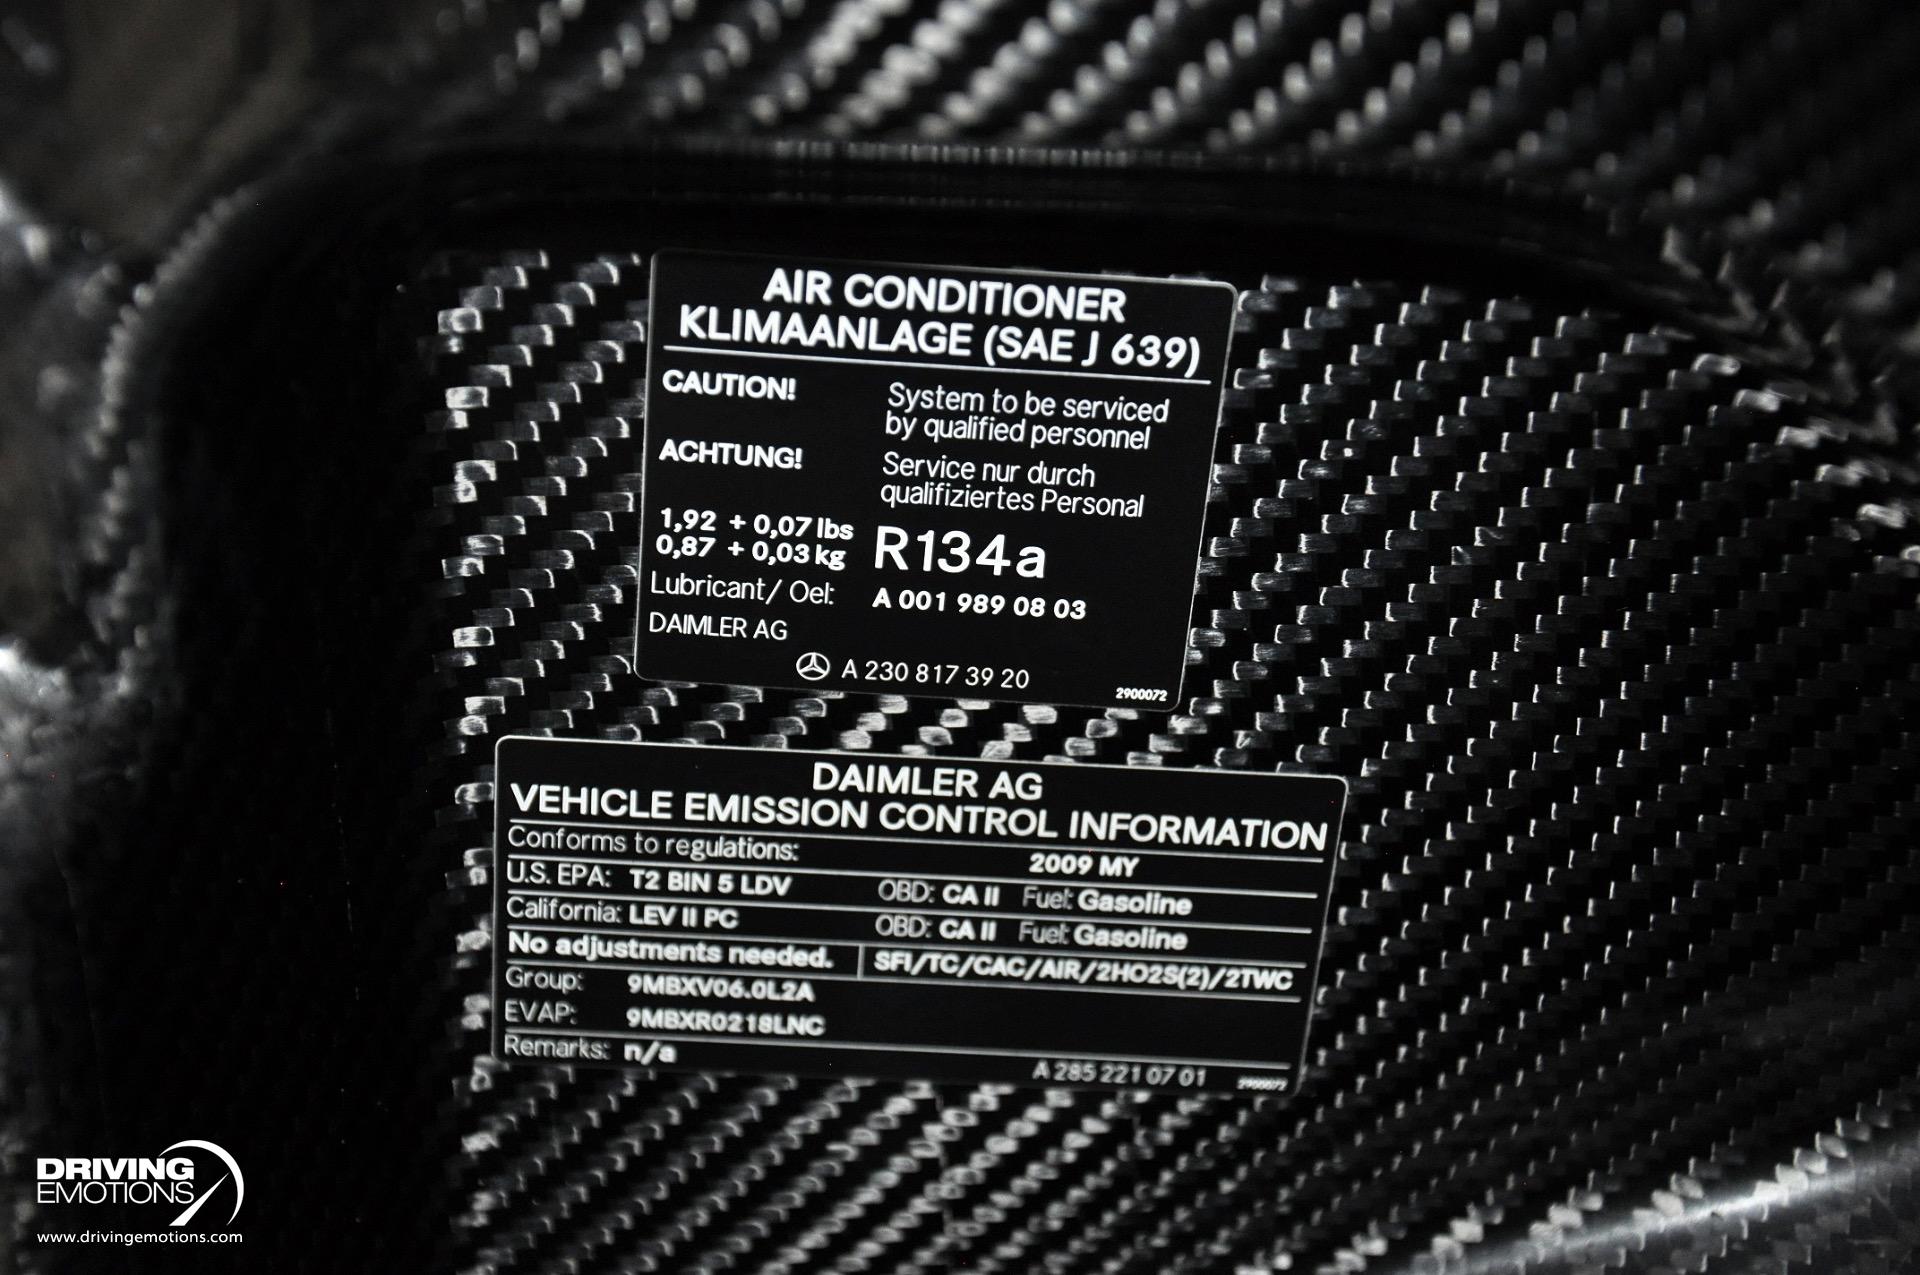 AIR CONDITIONER
KLIMAANLAGE (SAE J 639)
CAUTION! System to be serviced
by qualified personnel
ACHTUNG! Service nur durch
qualifiziertes Personal
1,92 + 0,07 lbs
0,87 + 0,03 kg R134a
Lubricant/ Oel: A 001 989 08 03
DAIMLER AG
A 230 817 39 20
2900072
DAIMLER AG
VEHICLE EMISSION CONTROL INFORMATION
Conforms to regulations: 2009 MY
U.S. EPA: T2 BIN 5 LDV OBD: CA II Fuel: Gasoline
California: LEV II PC OBD: CA II Fuel: Gasoline
No adjustments needed. SFI/TC/CAC/AIR/2HO2S(2)/2TWC
Group: 9MBXV06.0L2A
EVAP: 9MBXR0218LNC
Remarks: n/a
A 285 221 07 01 2900072
DRIVING
EMOTIONS
www.drivingemotions.com